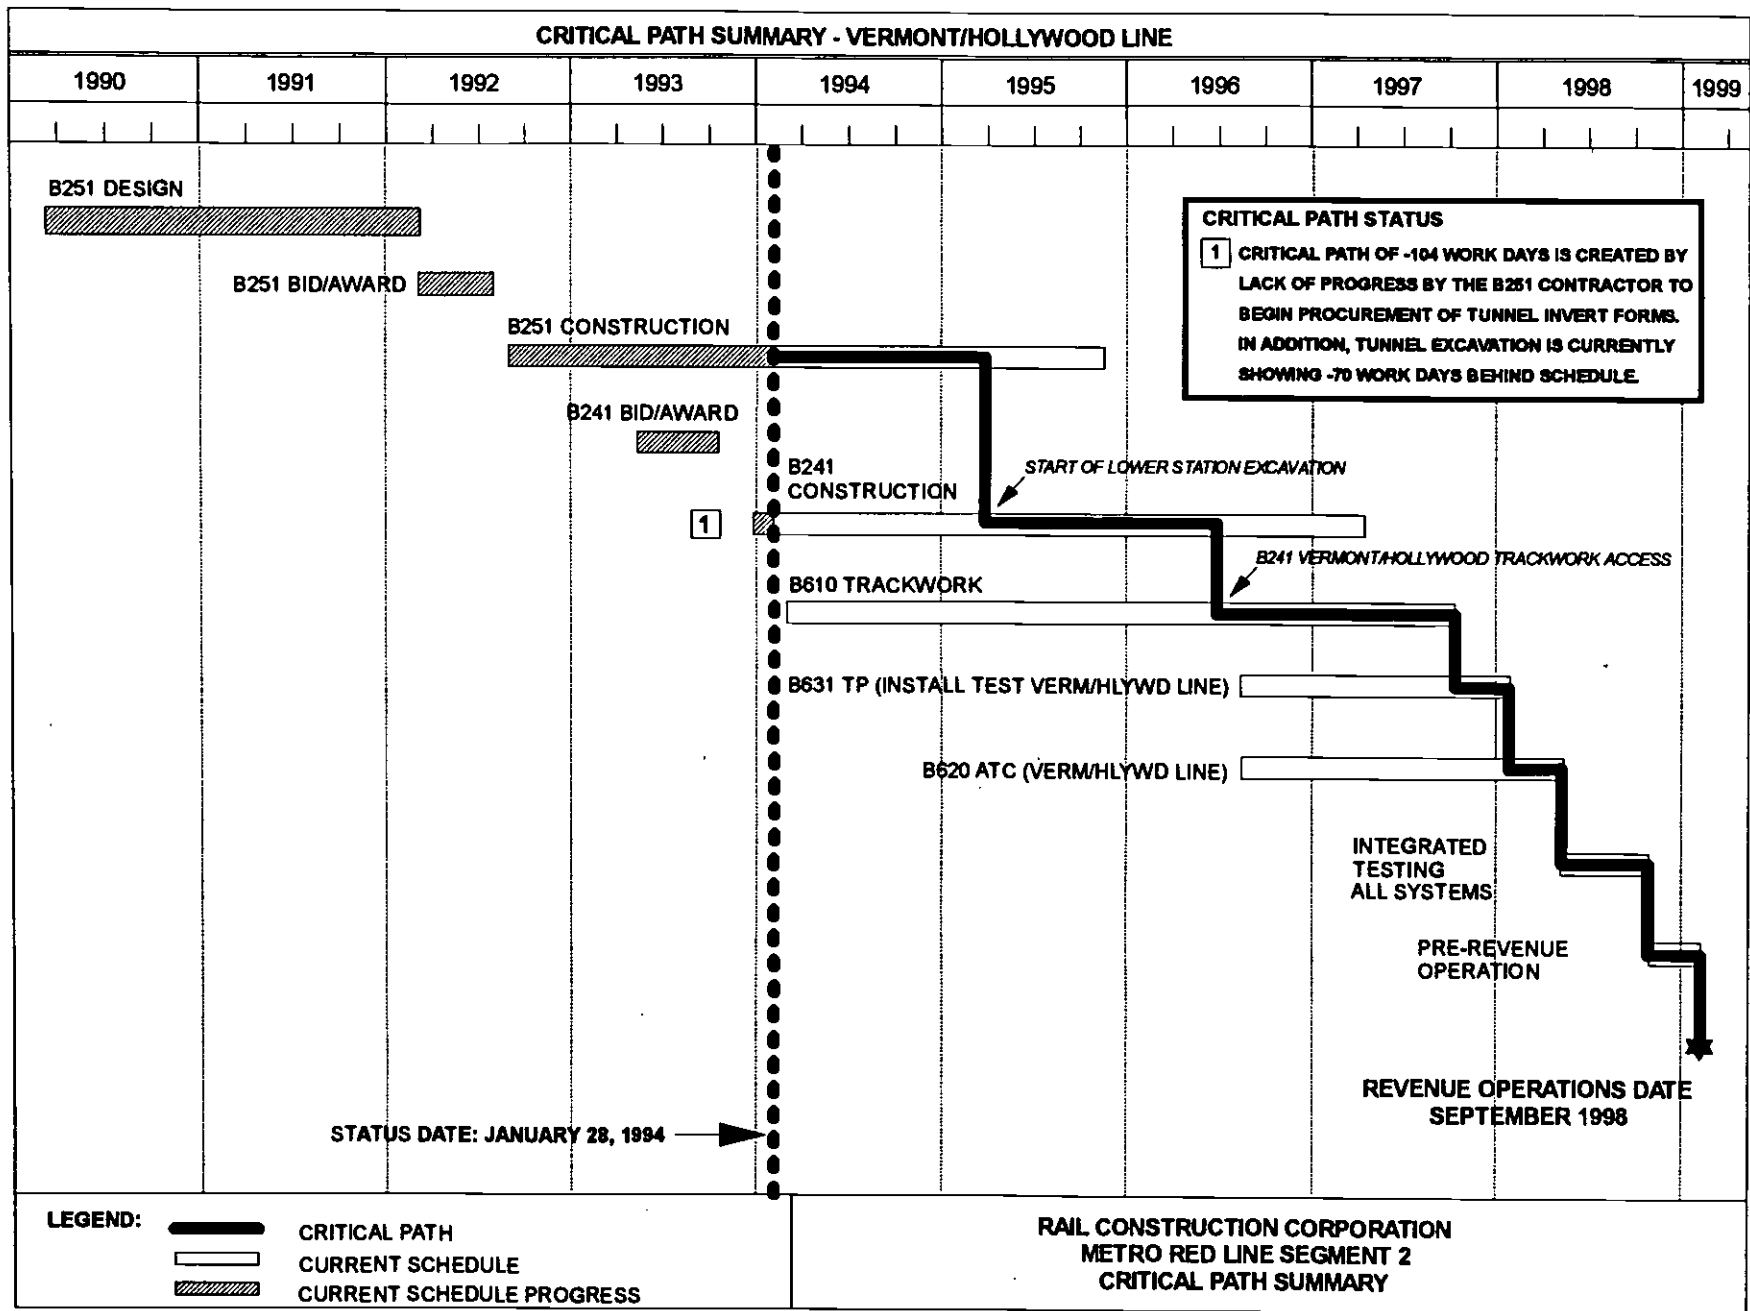 CRITICAL PATH SUMMARY - VERMONT/HOLLYWOOD LINE
1990 1991 1992 1993 1994 1995 1996 1997 1998 1999
B251 DESIGN
B251 BID/AWARD
B251 CONSTRUCTION
CRITICAL PATH STATUS
1 CRITICAL PATH OF -104 WORK DAYS IS CREATED BY
LACK OF PROGRESS BY THE B251 CONTRACTOR TO
BEGIN PROCUREMENT OF TUNNEL INVERT FORMS.
IN ADDITION, TUNNEL EXCAVATION IS CURRENTLY
SHOWING -70 WORK DAYS BEHIND SCHEDULE.
B241 BID/AWARD
B241
CONSTRUCTION
START OF LOWER STATION EXCAVATION
1
B241 VERMONT/HOLLYWOOD TRACKWORK ACCESS
B610 TRACKWORK
B631 TP (INSTALL TEST VERM/HLYWD LINE)
B620 ATC (VERM/HLYWD LINE)
INTEGRATED
TESTING
ALL SYSTEMS
PRE-REVENUE
OPERATION
REVENUE OPERATIONS DATE
SEPTEMBER 1998
STATUS DATE: JANUARY 28, 1994
LEGEND:
CRITICAL PATH
CURRENT SCHEDULE
CURRENT SCHEDULE PROGRESS
RAIL CONSTRUCTION CORPORATION
METRO RED LINE SEGMENT 2
CRITICAL PATH SUMMARY